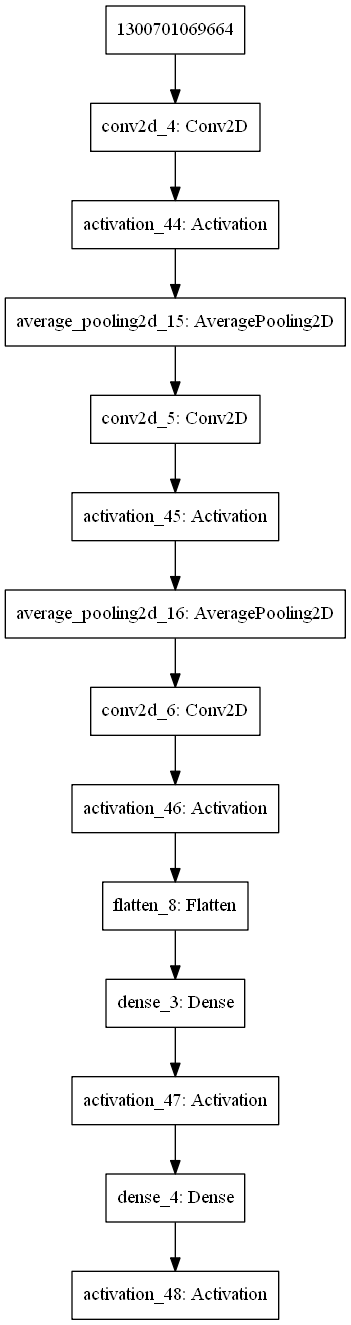 1300701069664
conv2d_4: Conv2D
activation_44: Activation
average_pooling2d_15: AveragePooling2D
conv2d_5: Conv2D
activation_45: Activation
average_pooling2d_16: AveragePooling2D
conv2d_6: Conv2D
activation_46: Activation
flatten_8: Flatten
dense_3: Dense
activation_47: Activation
dense_4: Dense
activation_48: Activation